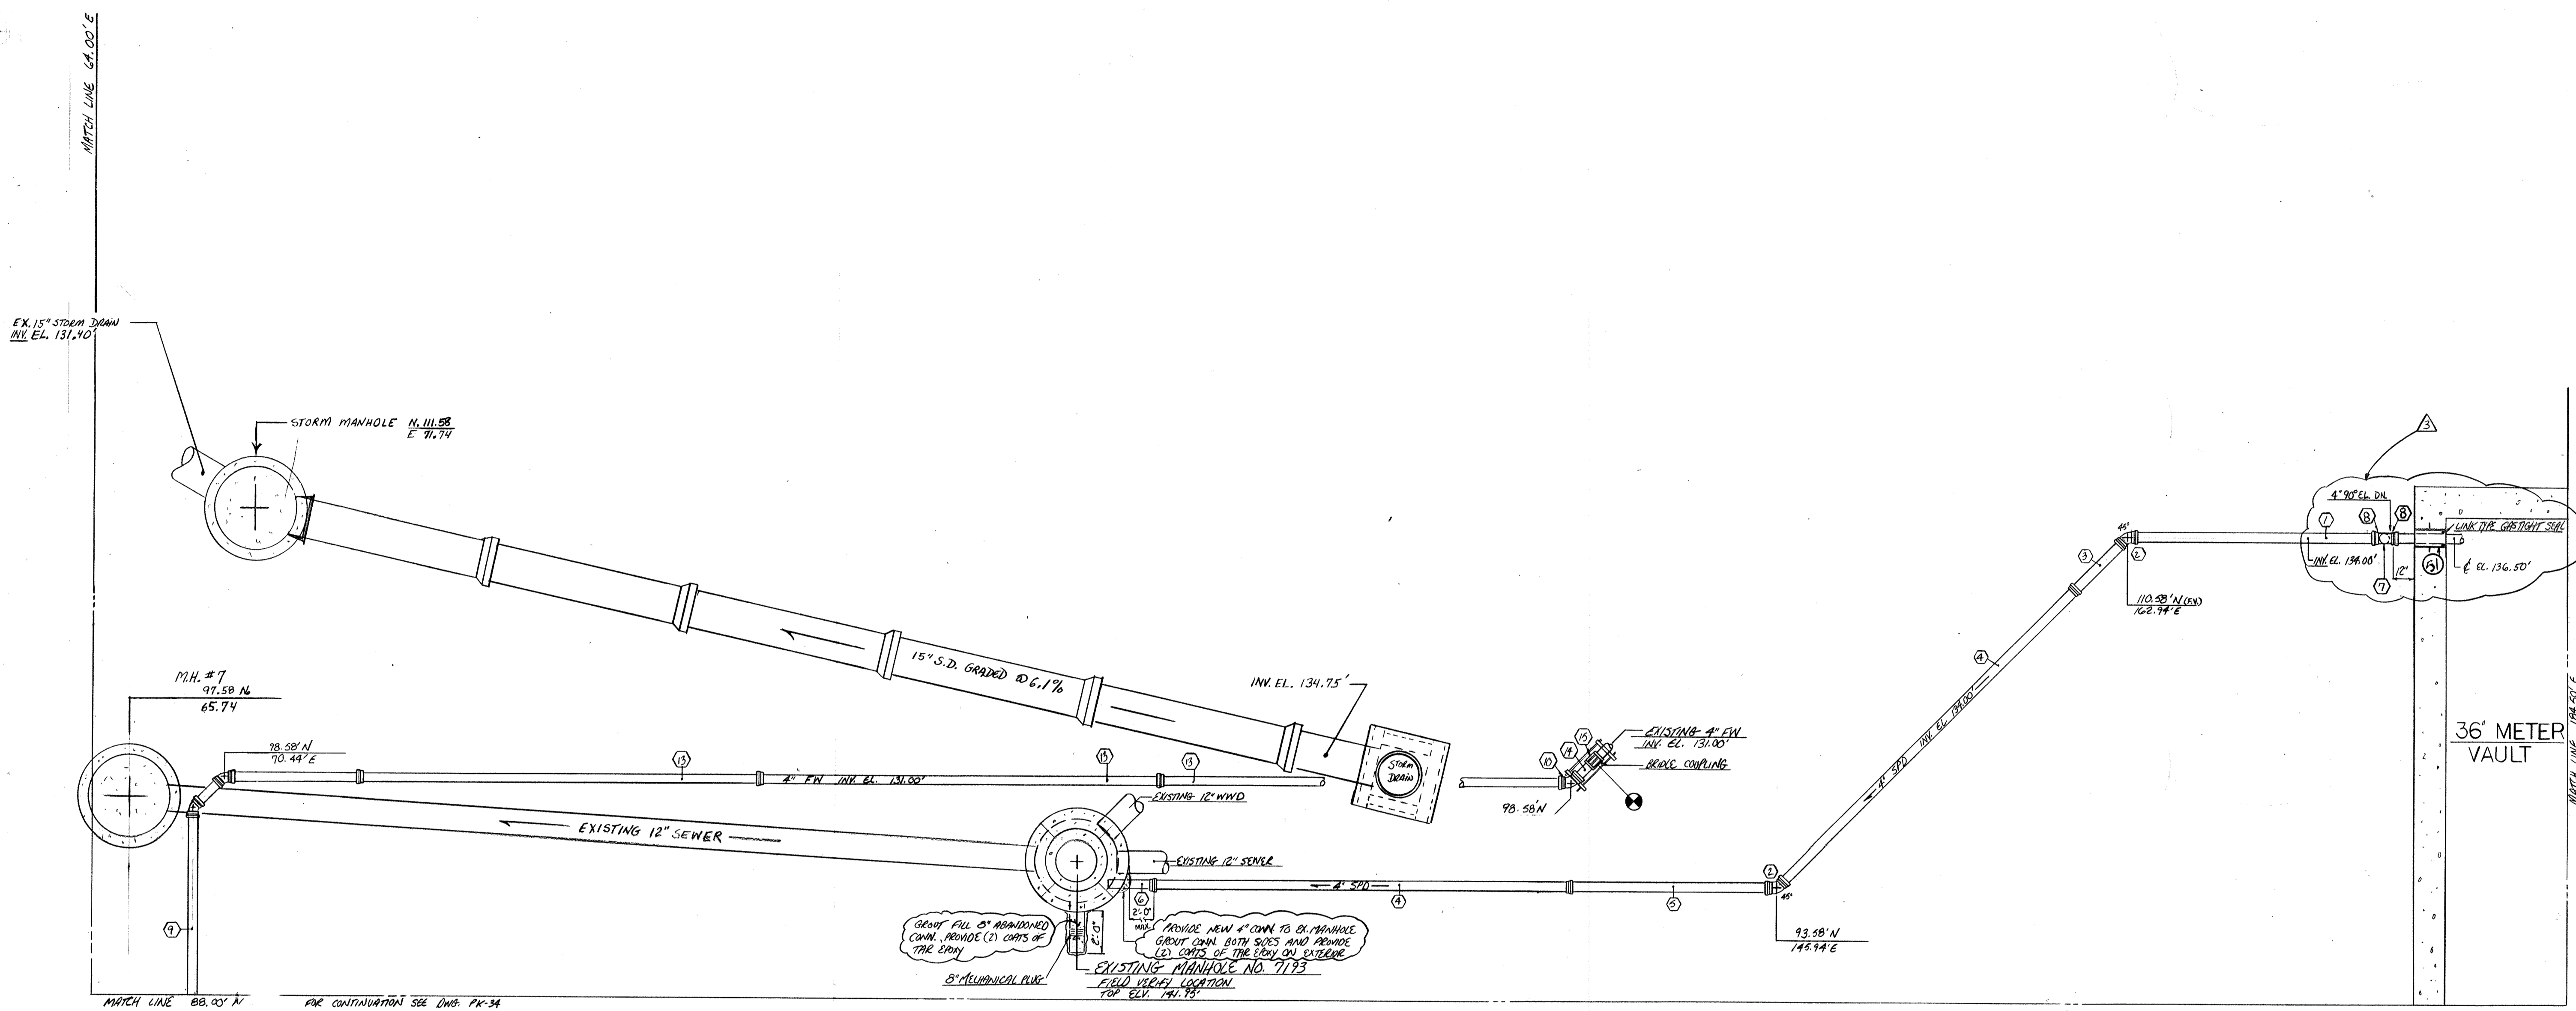 MATCH LINE 64.00' E
EX. 15" STORM DRAIN
INV. EL. 131.40'
STORM MANHOLE N. 111.58
E 71.74
3
4" 90° EL. DN.
1
8
8
LINK TYPE GASTIGHT SEAL
INV. EL. 134.00'
7
12"
51
₵ EL. 136.50'
45°
3
2
110.58' N (F.V.)
162.94' E
4
INV. EL. 134.00'
4" SPD
15" S.D. GRADED @ 6.1%
INV. EL. 134.75'
M.H. #7
97.58 N
65.74
98.58' N
70.44' E
13
4" FW INV. EL. 131.00'
13
13
STORM
DRAIN
10
14
15
EXISTING 4" FW
INV. EL. 131.00'
BRIDLE COUPLING
98.58' N
36" METER
VAULT
MATCH LINE
EXISTING 12" WWD
EXISTING 12" SEWER
EXISTING 12" SEWER
4" SPD
6
4
5
2
45°
93.58' N
145.94' E
9
2'-0"
MAX.
2'-0"
GROUT FILL 8" ABANDONED
CONN. PROVIDE (2) COATS OF
TAR EPOXY
PROVIDE NEW 4" CONN. TO EX. MANHOLE
GROUT CONN. BOTH SIDES AND PROVIDE
(2) COATS OF TAR EPOXY ON EXTERIOR
8" MECHANICAL PLUG
EXISTING MANHOLE NO. 7193
FIELD VERIFY LOCATION
TOP ELV. 141.95'
MATCH LINE 88.00' N
FOR CONTINUATION SEE DWG. PK-34